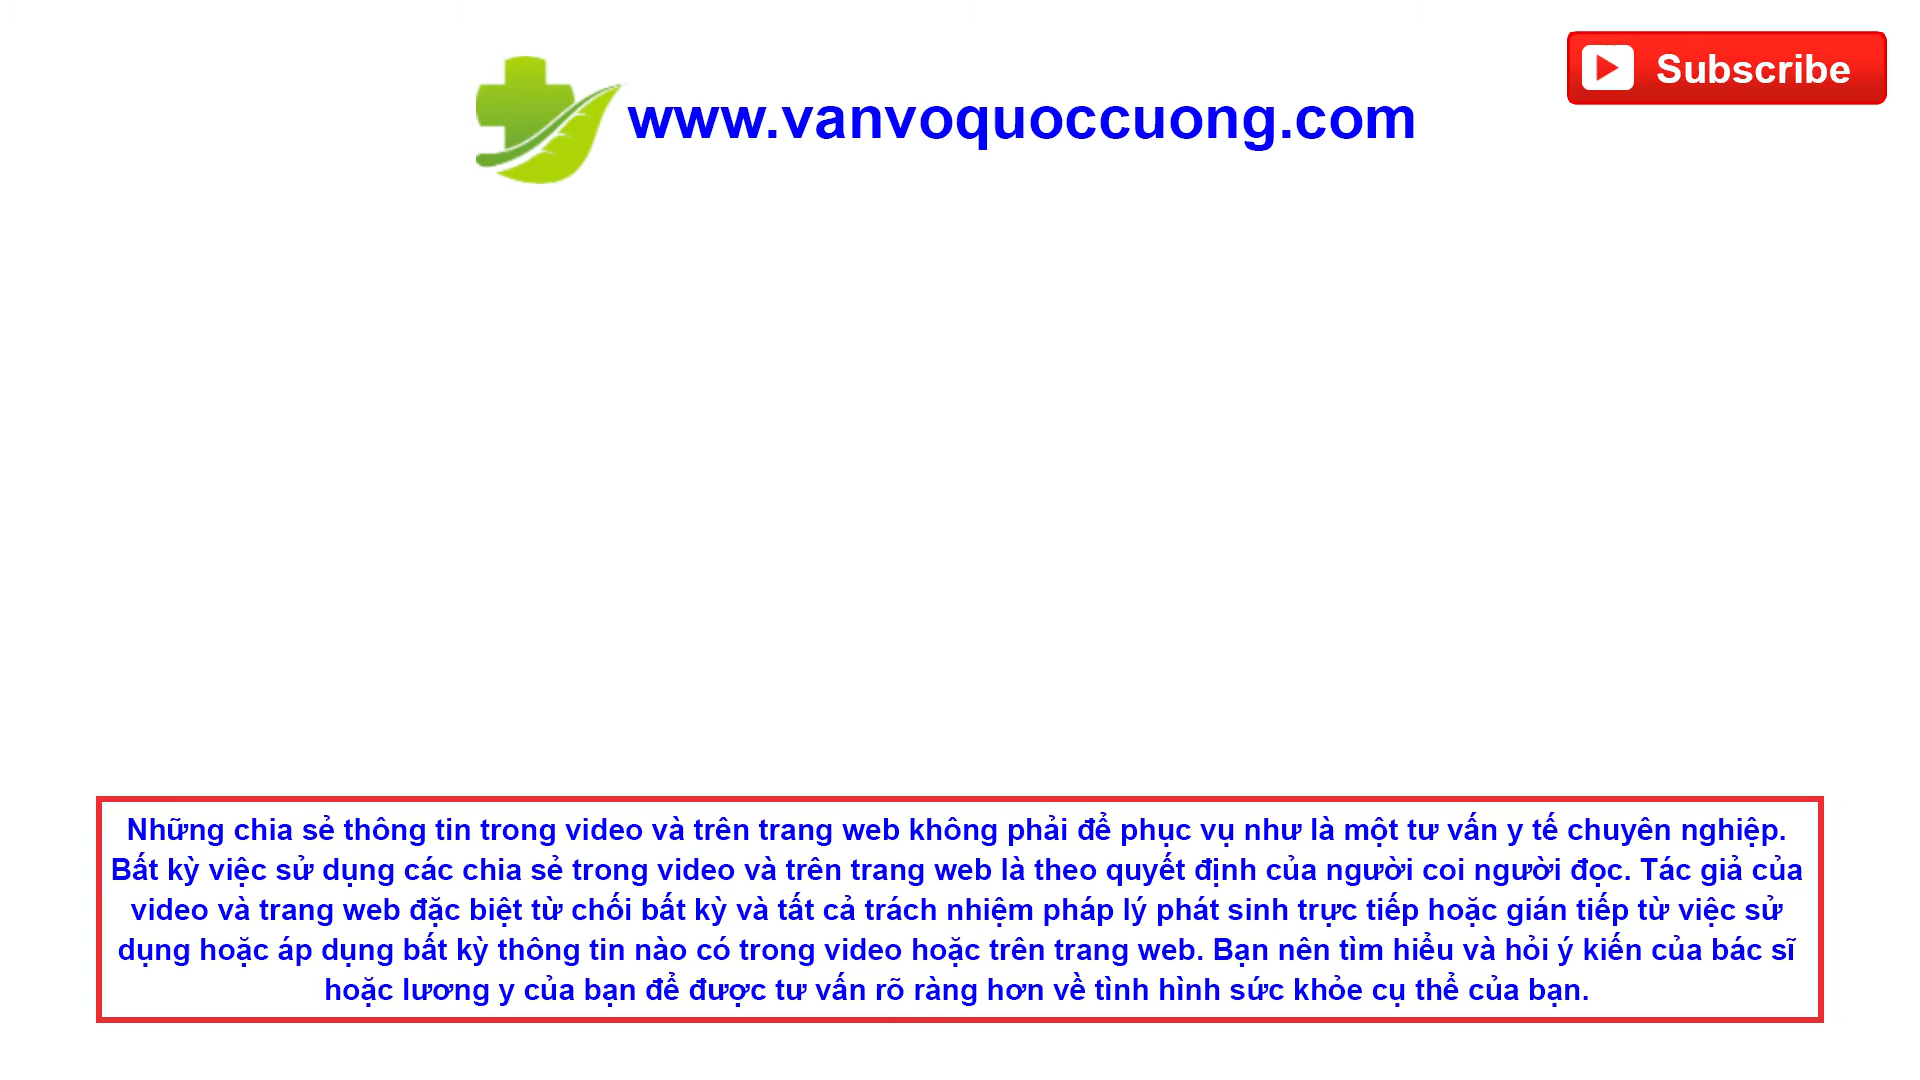 Subscribe
www.vanvoquoccuong.com
Những chia sẻ thông tin trong video và trên trang web không phải để phục vụ như là một tư vấn y tế chuyên nghiệp.
Bất kỳ việc sử dụng các chia sẻ trong video và trên trang web là theo quyết định của người coi người đọc. Tác giả của
video và trang web đặc biệt từ chối bất kỳ và tất cả trách nhiệm pháp lý phát sinh trực tiếp hoặc gián tiếp từ việc sử
dụng hoặc áp dụng bất kỳ thông tin nào có trong video hoặc trên trang web. Bạn nên tìm hiểu và hỏi ý kiến của bác sĩ
hoặc lương y của bạn để được tư vấn rõ ràng hơn về tình hình sức khỏe cụ thể của bạn.